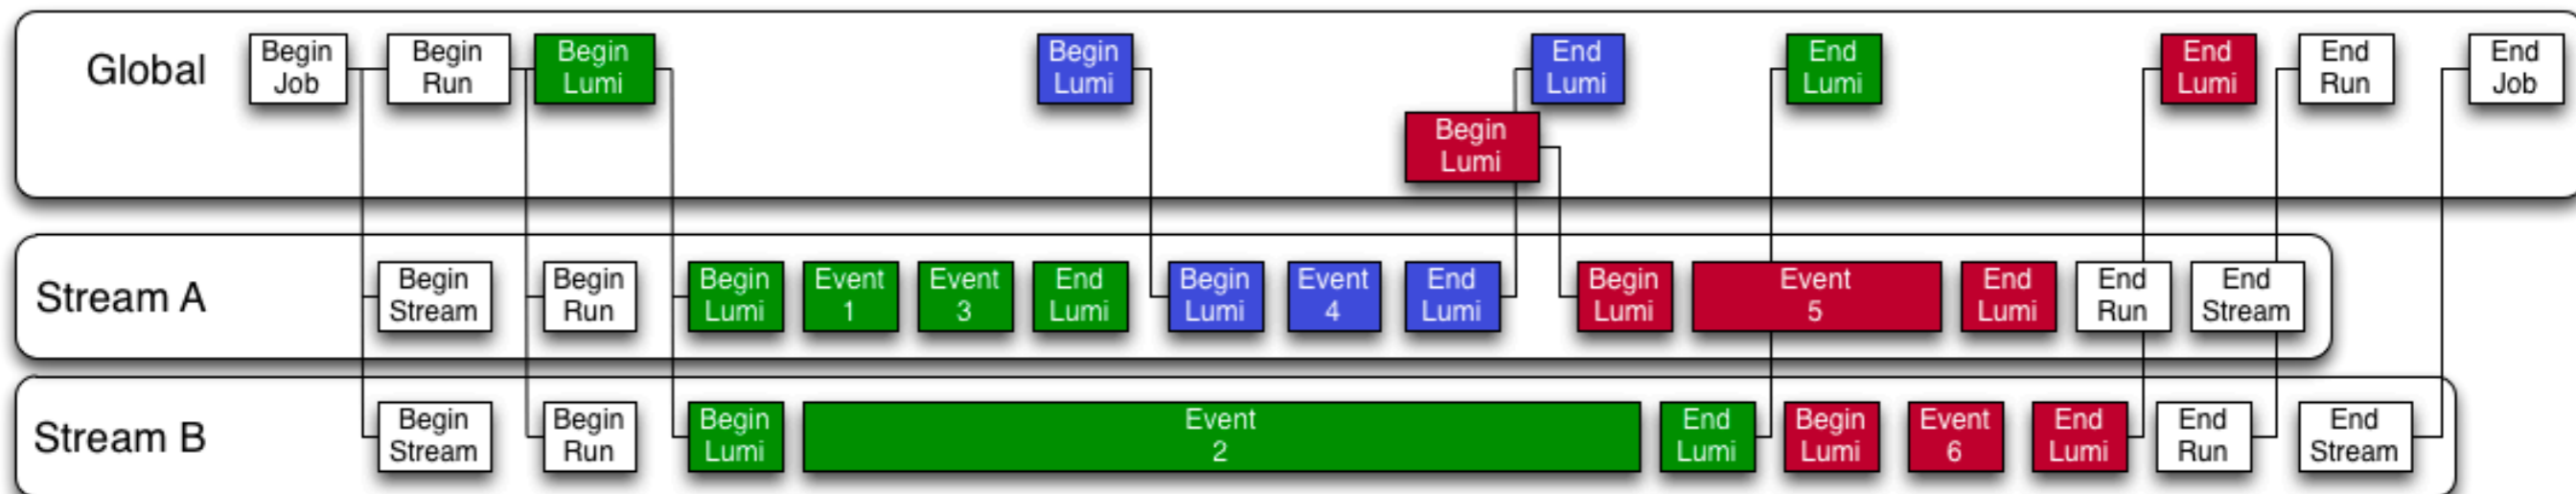 Global
Begin
Job
Begin
Run
Begin
Lumi
Begin
Lumi
End
Lumi
End
Lumi
End
Lumi
End
Run
End
Job
Begin
Lumi
Stream A
Begin
Stream
Begin
Run
Begin
Lumi
Event
1
Event
3
End
Lumi
Begin
Lumi
Event
4
End
Lumi
Begin
Lumi
Event
5
End
Lumi
End
Run
End
Stream
Stream B
Begin
Stream
Begin
Run
Begin
Lumi
Event
2
End
Lumi
Begin
Lumi
Event
6
End
Lumi
End
Run
End
Stream